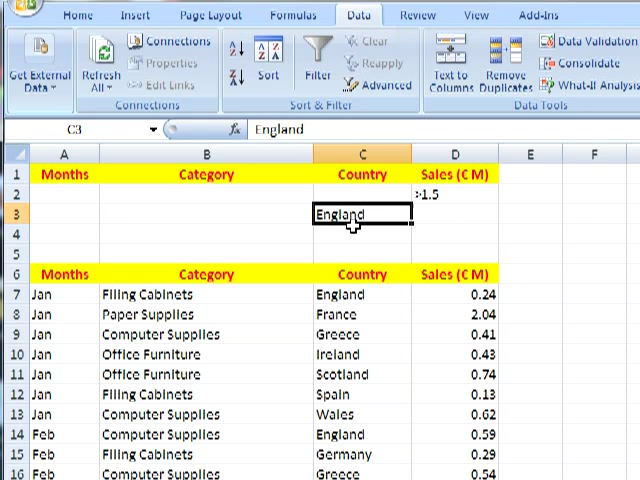 Home Insert Page Layout Formulas Data Review View Add-Ins
Get External Data
Refresh All
Connections
Properties
Edit Links
Connections
Sort
Filter
Clear
Reapply
Advanced
Sort & Filter
Text to Columns
Remove Duplicates
Data Validation
Consolidate
What-If Analysis
Data Tools
C3 fx England
A B C D E F
1 Months Category Country Sales (€ M)
2 >1.5
3 England
4
5
6 Months Category Country Sales (€ M)
7 Jan Filing Cabinets England 0.24
8 Jan Paper Supplies France 2.04
9 Jan Computer Supplies Greece 0.41
10 Jan Office Furniture Ireland 0.43
11 Jan Office Furniture Scotland 0.74
12 Jan Filing Cabinets Spain 0.13
13 Jan Computer Supplies Wales 0.62
14 Feb Computer Supplies England 0.59
15 Feb Filing Cabinets Germany 0.29
16 Feb Computer Supplies Greece 0.54